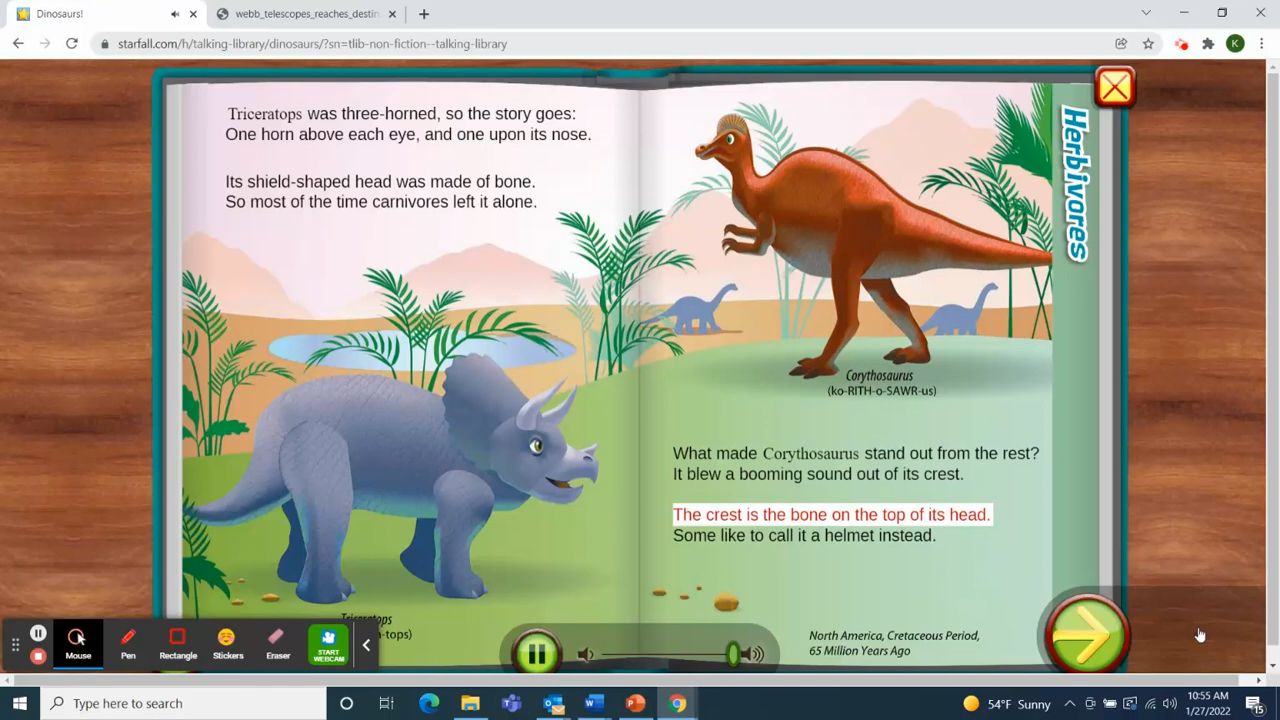 Dinosaurs!
webb_telescopes_reaches_destin
starfall.com/h/talking-library/dinosaurs/?sn=tlib-non-fiction--talking-library
K
Triceratops was three-horned, so the story goes:
One horn above each eye, and one upon its nose.
Its shield-shaped head was made of bone.
So most of the time carnivores left it alone.
Herbivores
Corythosaurus
(ko-RITH-o-SAWR-us)
What made Corythosaurus stand out from the rest?
It blew a booming sound out of its crest.
The crest is the bone on the top of its head.
Some like to call it a helmet instead.
Triceratops
-tops)
North America, Cretaceous Period,
65 Million Years Ago
Mouse
Pen
Rectangle
Stickers
Eraser
START
WEBCAM
Type here to search
54°F Sunny
10:55 AM
1/27/2022
15